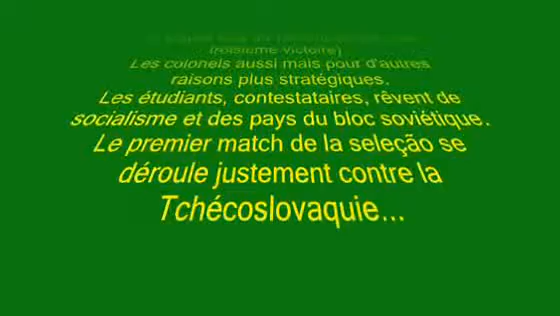 troisième victoire)
Les colonels aussi mais pour d'autres
raisons plus stratégiques.
Les étudiants, contestataires, rêvent de
socialisme et des pays du bloc soviétique.
Le premier match de la seleção se
déroule justement contre la
Tchécoslovaquie...